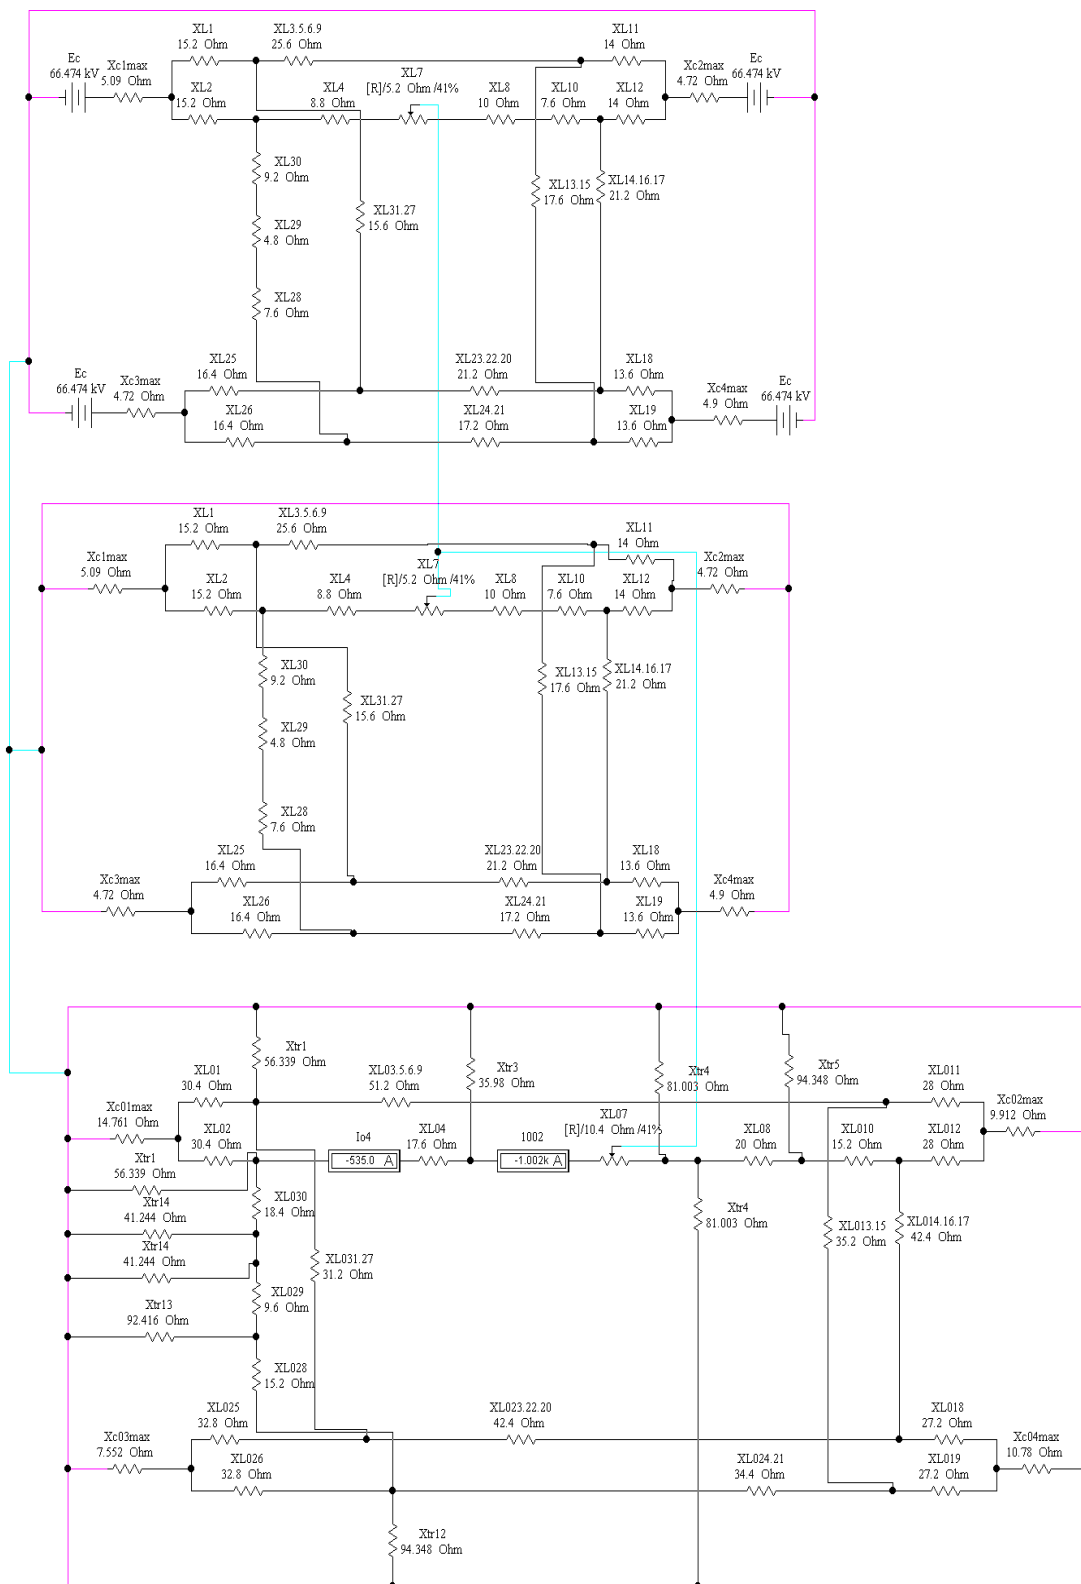 XL1
15.2 Ohm
XL3.5.6.9
25.6 Ohm
XL11
14 Ohm
Ec
66.474 kV
Xc1max
5.09 Ohm
XL2
15.2 Ohm
XL4
8.8 Ohm
XL7
[R]/5.2 Ohm /41%
XL8
10 Ohm
XL10
7.6 Ohm
XL12
14 Ohm
Xc2max
4.72 Ohm
Ec
66.474 kV
XL30
9.2 Ohm
XL29
4.8 Ohm
XL28
7.6 Ohm
XL31.27
15.6 Ohm
XL13.15
17.6 Ohm
XL14.16.17
21.2 Ohm
Ec
66.474 kV
Xc3max
4.72 Ohm
XL25
16.4 Ohm
XL26
16.4 Ohm
XL23.22.20
21.2 Ohm
XL24.21
17.2 Ohm
XL18
13.6 Ohm
XL19
13.6 Ohm
Xc4max
4.9 Ohm
Ec
66.474 kV
XL1
15.2 Ohm
XL3.5.6.9
25.6 Ohm
XL11
14 Ohm
Xc1max
5.09 Ohm
XL2
15.2 Ohm
XL4
8.8 Ohm
XL7
[R]/5.2 Ohm /41%
XL8
10 Ohm
XL10
7.6 Ohm
XL12
14 Ohm
Xc2max
4.72 Ohm
XL30
9.2 Ohm
XL29
4.8 Ohm
XL28
7.6 Ohm
XL31.27
15.6 Ohm
XL13.15
17.6 Ohm
XL14.16.17
21.2 Ohm
Xc3max
4.72 Ohm
XL25
16.4 Ohm
XL26
16.4 Ohm
XL23.22.20
21.2 Ohm
XL24.21
17.2 Ohm
XL18
13.6 Ohm
XL19
13.6 Ohm
Xc4max
4.9 Ohm
Xtr1
56.339 Ohm
Xtr3
35.98 Ohm
Xtr4
81.003 Ohm
Xtr5
94.348 Ohm
XL01
30.4 Ohm
XL03.5.6.9
51.2 Ohm
XL011
28 Ohm
Xc01max
14.761 Ohm
XL02
30.4 Ohm
Io4
-535.0 A
XL04
17.6 Ohm
1002
-1.002k A
XL07
[R]/10.4 Ohm /41%
XL08
20 Ohm
XL010
15.2 Ohm
XL012
28 Ohm
Xc02max
9.912 Ohm
Xtr1
56.339 Ohm
Xtr14
41.244 Ohm
Xtr14
41.244 Ohm
Xtr13
92.416 Ohm
XL030
18.4 Ohm
XL029
9.6 Ohm
XL028
15.2 Ohm
XL031.27
31.2 Ohm
Xtr4
81.003 Ohm
XL013.15
35.2 Ohm
XL014.16.17
42.4 Ohm
Xc03max
7.552 Ohm
XL025
32.8 Ohm
XL026
32.8 Ohm
XL023.22.20
42.4 Ohm
XL024.21
34.4 Ohm
XL018
27.2 Ohm
XL019
27.2 Ohm
Xc04max
10.78 Ohm
Xtr12
94.348 Ohm